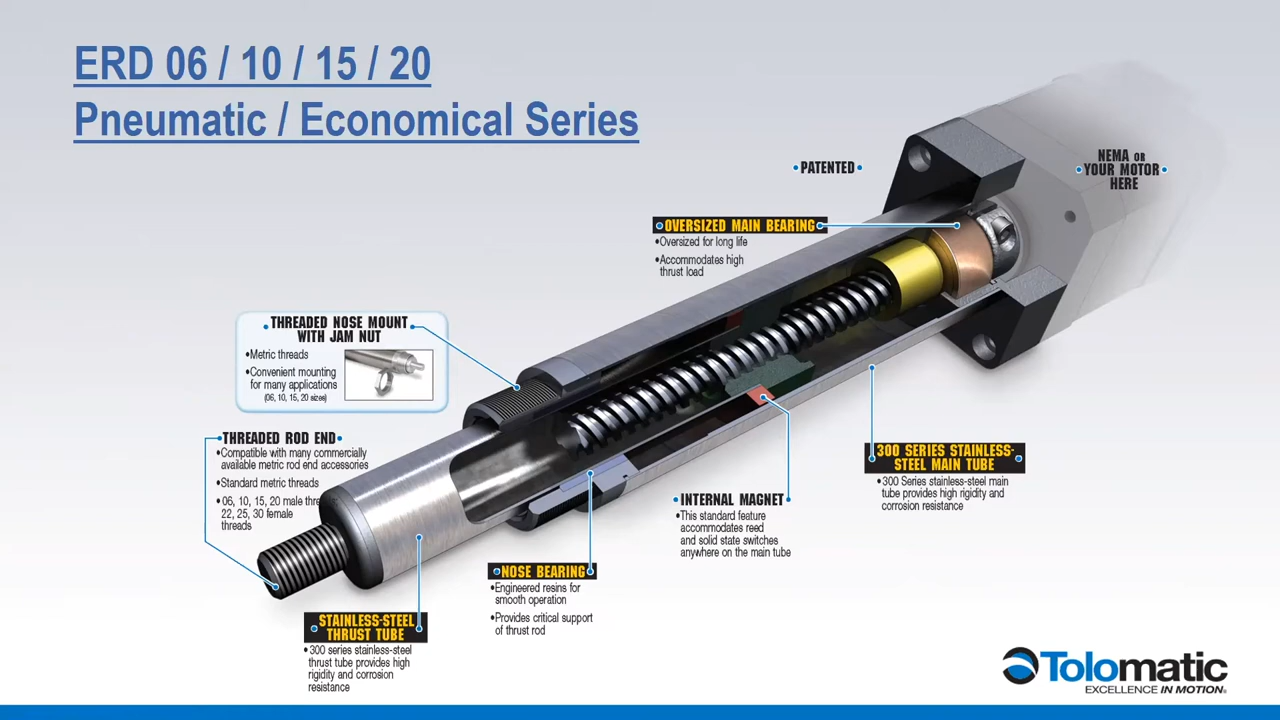 ERD 06 / 10 / 15 / 20
Pneumatic / Economical Series
•PATENTED•
NEMA OR
•YOUR MOTOR•
HERE
OVERSIZED MAIN BEARING
•Oversized for long life
•Accommodates high
thrust load
•THREADED NOSE MOUNT•
WITH JAM NUT
•Metric threads
•Convenient mounting
for many applications
(06, 10, 15, 20 sizes)
•THREADED ROD END•
•Compatible with many commercially
available metric rod end accessories
•Standard metric threads
•06, 10, 15, 20 male thre
22, 25, 30 female
threads
300 SERIES STAINLESS-
STEEL MAIN TUBE
•300 Series stainless-steel main
tube provides high rigidity and
corrosion resistance
•INTERNAL MAGNET•
•This standard feature
accommodates reed
and solid state switches
anywhere on the main tube
NOSE BEARING
•Engineered resins for
smooth operation
•Provides critical support
of thrust rod
STAINLESS-STEEL
THRUST TUBE
•300 series stainless-steel
thrust tube provides high
rigidity and corrosion
resistance
Tolomatic
EXCELLENCE IN MOTION®